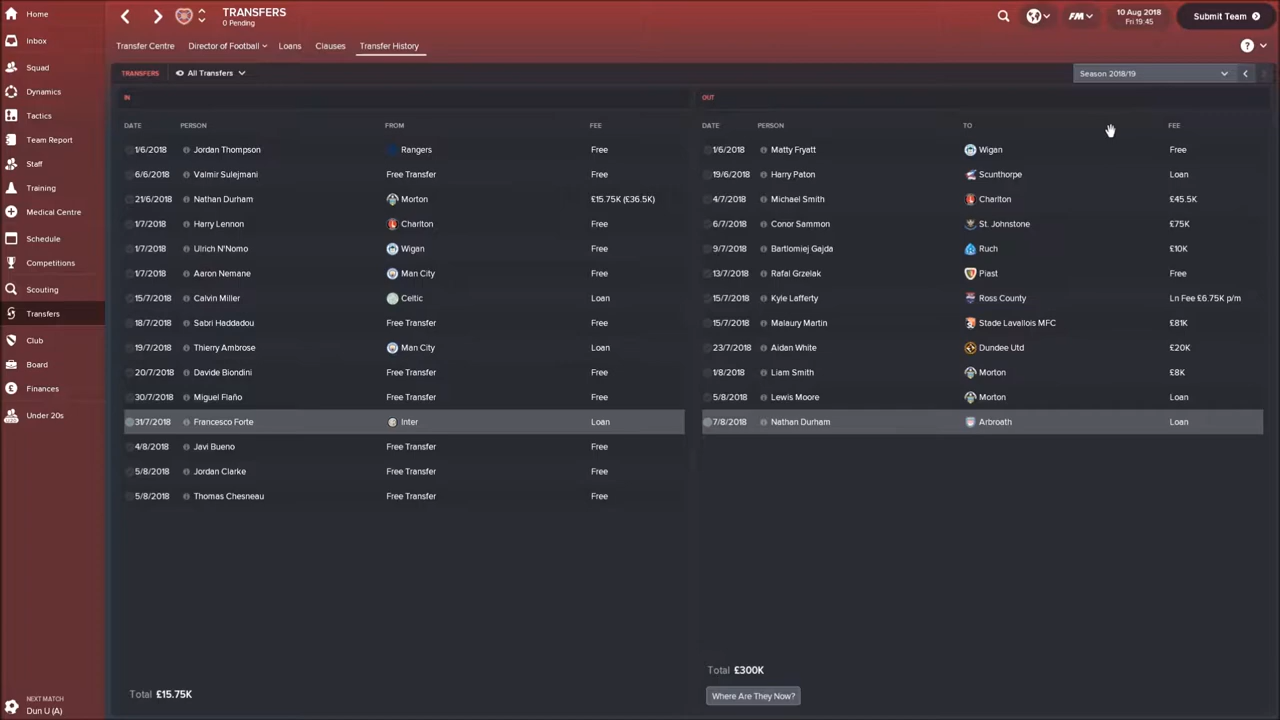 Home
Inbox
Squad
Dynamics
Tactics
Team Report
Staff
Training
Medical Centre
Schedule
Competitions
Scouting
Transfers
Club
Board
Finances
Under 20s
NEXT MATCH
Dun U (A)
TRANSFERS
0 Pending
FM
10 Aug 2018
Fri 19:45
Submit Team
Transfer Centre Director of Football Loans Clauses Transfer History
?
TRANSFERS All Transfers Season 2018/19
IN
DATE PERSON FROM FEE
1/6/2018 Jordan Thompson Rangers Free
6/6/2018 Valmir Sulejmani Free Transfer Free
21/6/2018 Nathan Durham Morton £15.75K (£36.5K)
1/7/2018 Harry Lennon Charlton Free
1/7/2018 Ulrich N'Nomo Wigan Free
1/7/2018 Aaron Nemane Man City Free
15/7/2018 Calvin Miller Celtic Loan
18/7/2018 Sabri Haddadou Free Transfer Free
19/7/2018 Thierry Ambrose Man City Loan
20/7/2018 Davide Biondini Free Transfer Free
30/7/2018 Miguel Fiaño Free Transfer Free
31/7/2018 Francesco Forte Inter Loan
4/8/2018 Javi Bueno Free Transfer Free
5/8/2018 Jordan Clarke Free Transfer Free
5/8/2018 Thomas Chesneau Free Transfer Free
Total £15.75K
OUT
DATE PERSON TO FEE
1/6/2018 Matty Fryatt Wigan Free
19/6/2018 Harry Paton Scunthorpe Loan
4/7/2018 Michael Smith Charlton £45.5K
6/7/2018 Conor Sammon St. Johnstone £75K
9/7/2018 Bartlomiej Gajda Ruch £10K
13/7/2018 Rafal Grzelak Piast Free
15/7/2018 Kyle Lafferty Ross County Ln Fee £6.75K p/m
15/7/2018 Malaury Martin Stade Lavallois MFC £81K
23/7/2018 Aidan White Dundee Utd £20K
1/8/2018 Liam Smith Morton £8K
5/8/2018 Lewis Moore Morton Loan
7/8/2018 Nathan Durham Arbroath Loan
Total £300K
Where Are They Now?